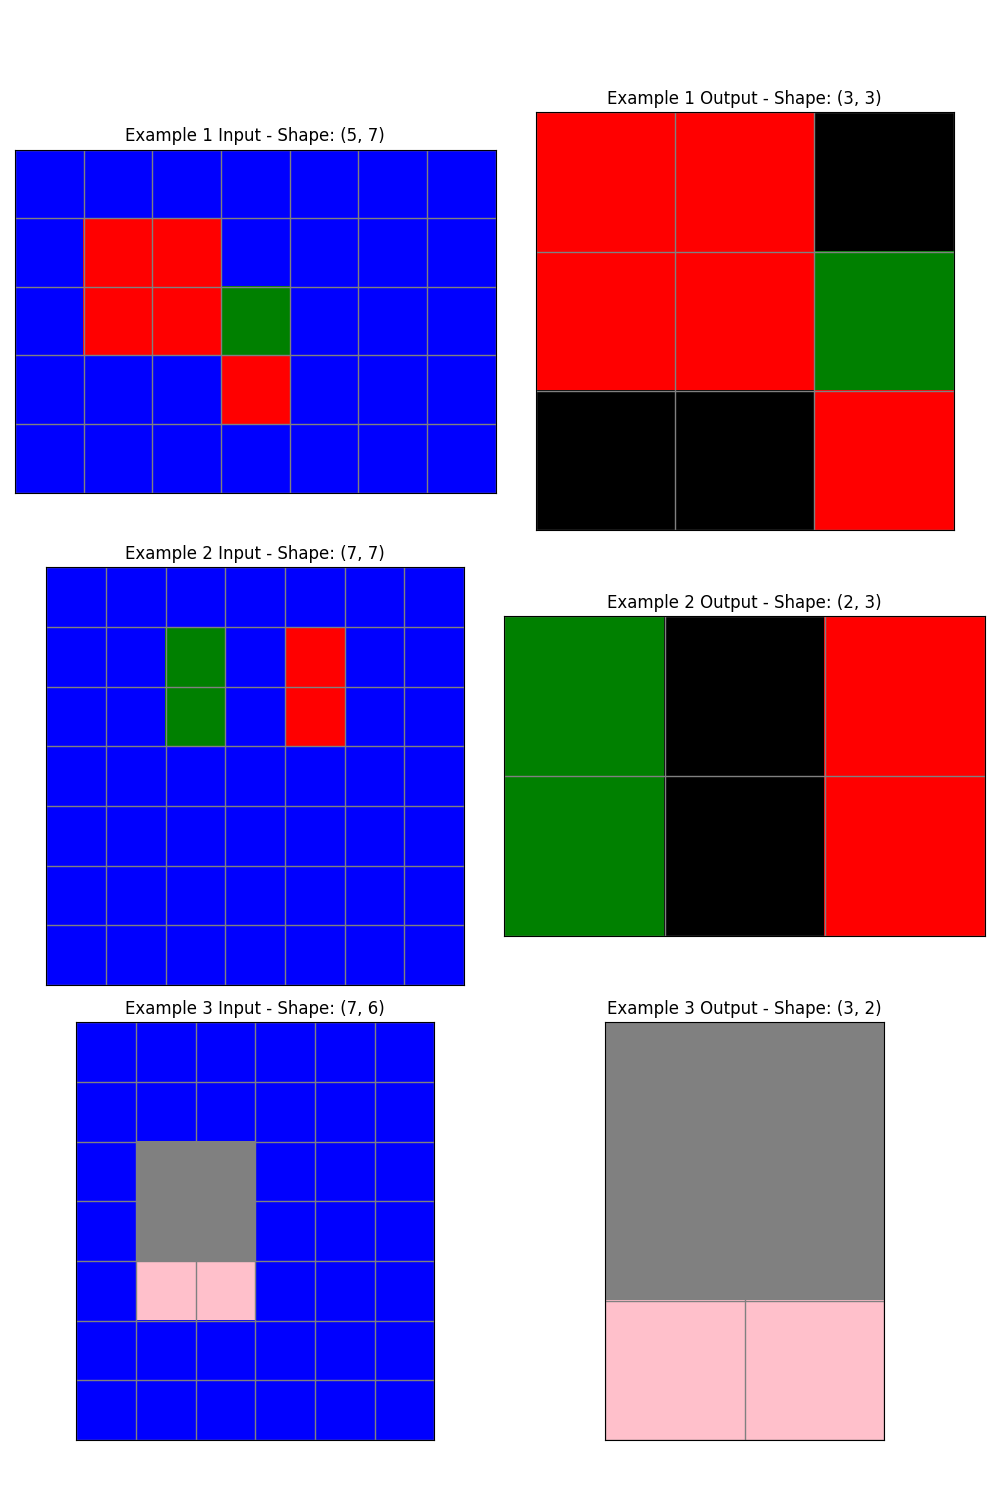 Example 1 Input - Shape: (5, 7)
Example 1 Output - Shape: (3, 3)
Example 2 Input - Shape: (7, 7)
Example 2 Output - Shape: (2, 3)
Example 3 Input - Shape: (7, 6)
Example 3 Output - Shape: (3, 2)